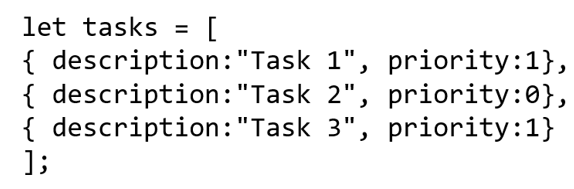 let tasks = [
{ description:"Task 1", priority:1},
{ description:"Task 2", priority:0},
{ description:"Task 3", priority:1}
];